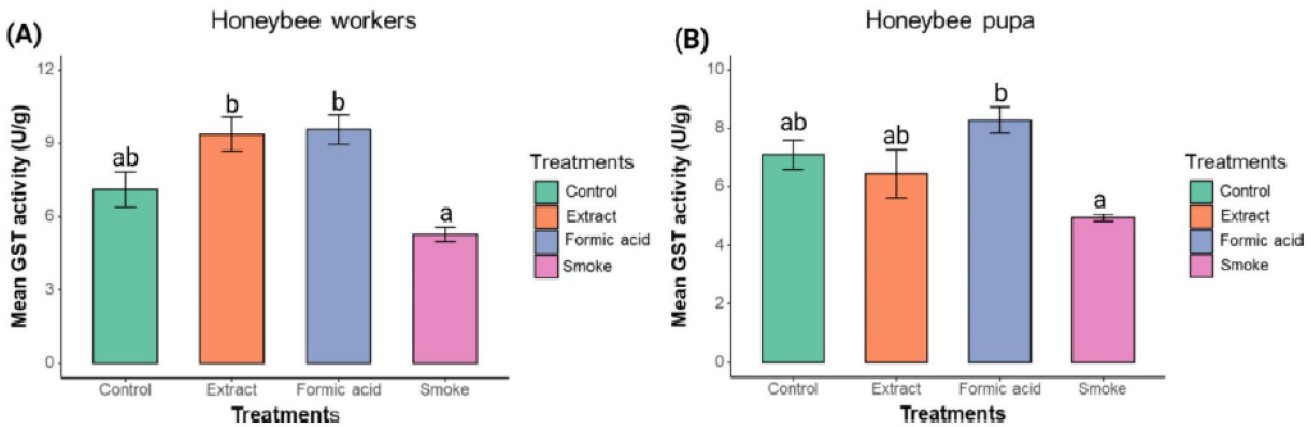 Honeybee workers
(A)
Mean GST activity (U/g)
12
9
6
3
0
ab
b
b
a
Control
Extract
Formic acid
Smoke
Treatments
Treatments
Control
Extract
Formic acid
Smoke
Honeybee pupa
(B)
Mean GST activity (U/g)
10
8
6
4
2
0
ab
ab
b
a
Control
Extract
Formic acid
Smoke
Treatments
Treatments
Control
Extract
Formic acid
Smoke